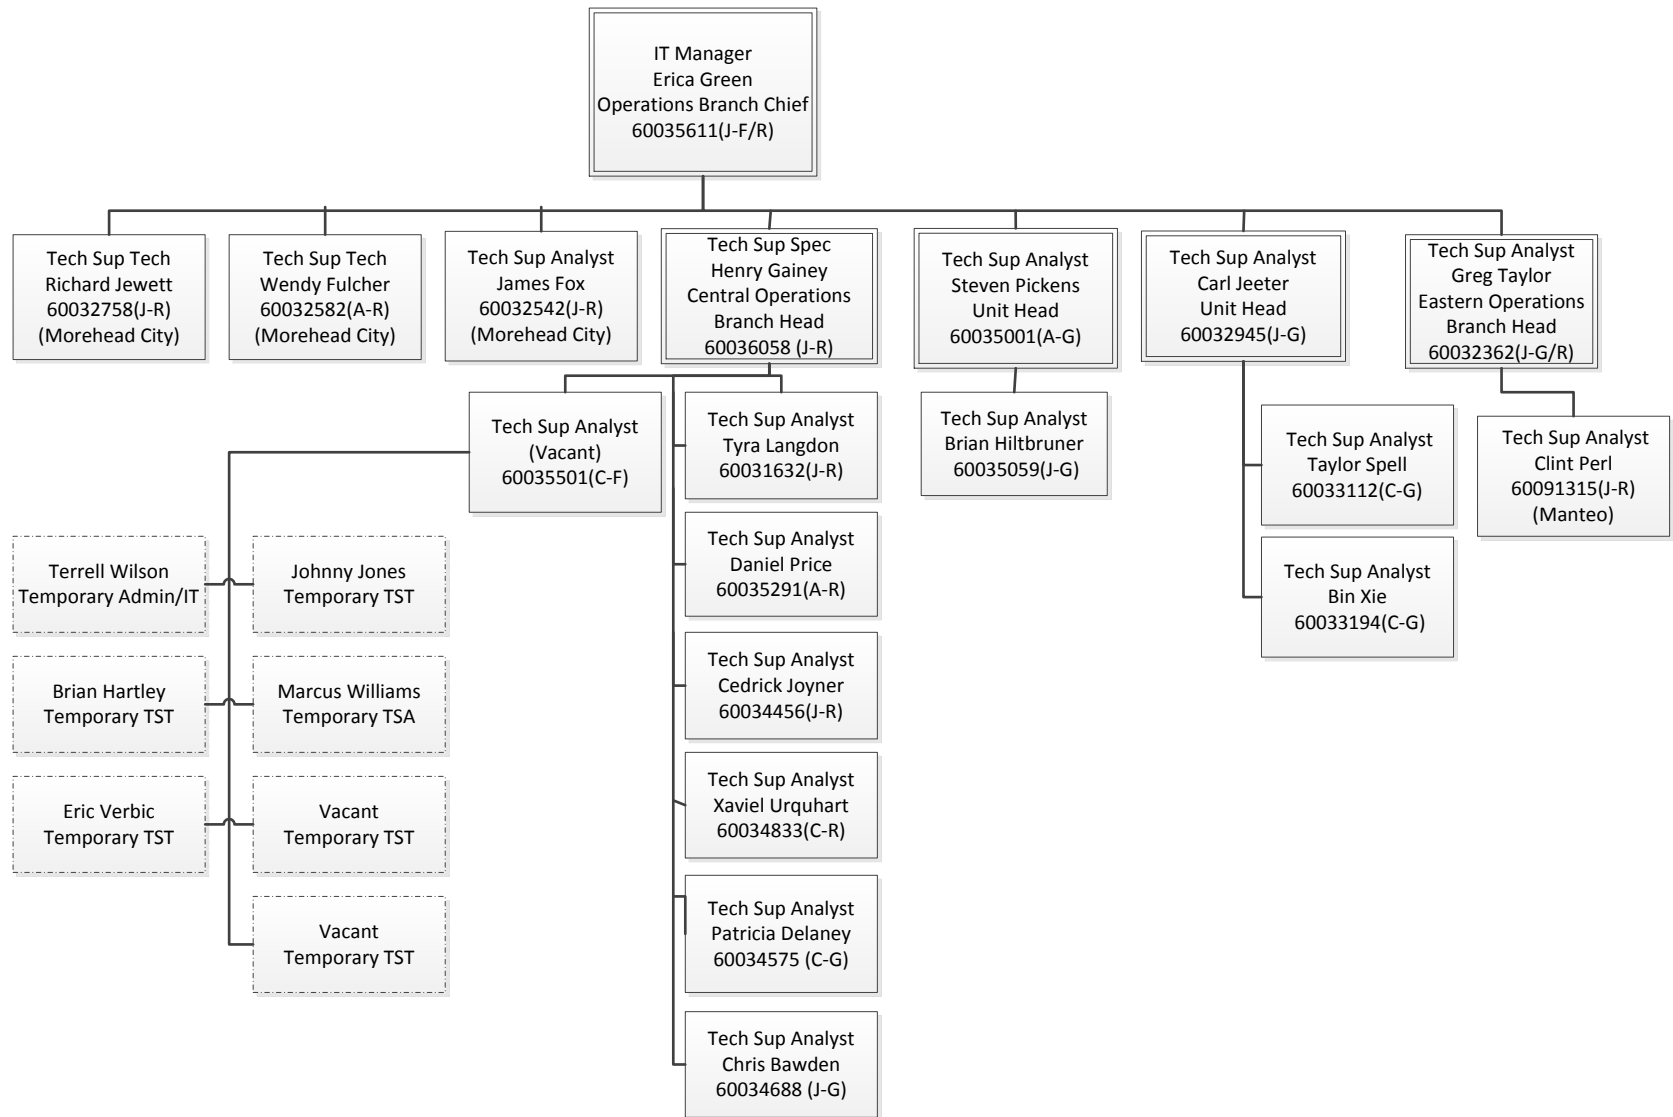 IT Manager
Erica Green
Operations Branch Chief
60035611(J-F/R)
Tech Sup Tech
Richard Jewett
60032758(J-R)
(Morehead City)
Tech Sup Tech
Wendy Fulcher
60032582(A-R)
(Morehead City)
Tech Sup Analyst
James Fox
60032542(J-R)
(Morehead City)
Tech Sup Spec
Henry Gainey
Central Operations
Branch Head
60036058 (J-R)
Tech Sup Analyst
Steven Pickens
Unit Head
60035001(A-G)
Tech Sup Analyst
Carl Jeeter
Unit Head
60032945(J-G)
Tech Sup Analyst
Greg Taylor
Eastern Operations
Branch Head
60032362(J-G/R)
Tech Sup Analyst
(Vacant)
60035501(C-F)
Tech Sup Analyst
Tyra Langdon
60031632(J-R)
Tech Sup Analyst
Brian Hiltbruner
60035059(J-G)
Tech Sup Analyst
Taylor Spell
60033112(C-G)
Tech Sup Analyst
Clint Perl
60091315(J-R)
(Manteo)
Terrell Wilson
Temporary Admin/IT
Johnny Jones
Temporary TST
Tech Sup Analyst
Daniel Price
60035291(A-R)
Tech Sup Analyst
Bin Xie
60033194(C-G)
Brian Hartley
Temporary TST
Marcus Williams
Temporary TSA
Tech Sup Analyst
Cedrick Joyner
60034456(J-R)
Eric Verbic
Temporary TST
Vacant
Temporary TST
Tech Sup Analyst
Xaviel Urquhart
60034833(C-R)
Vacant
Temporary TST
Tech Sup Analyst
Patricia Delaney
60034575 (C-G)
Tech Sup Analyst
Chris Bawden
60034688 (J-G)